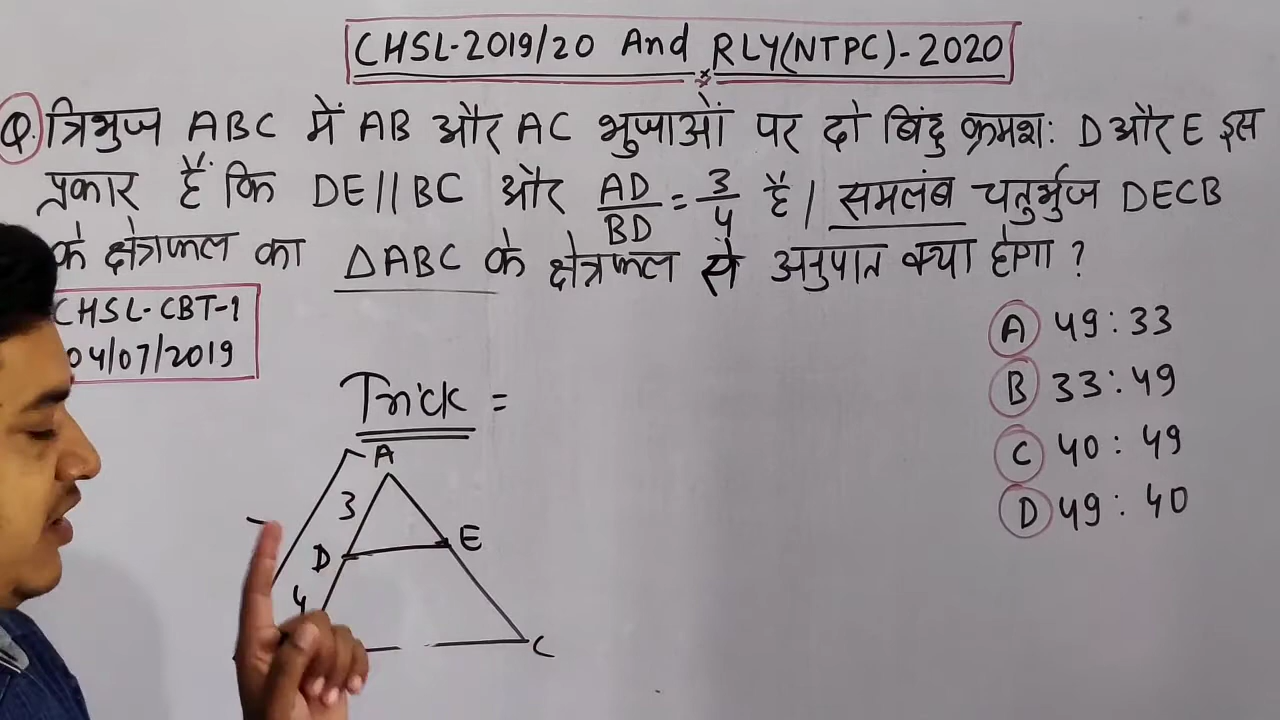 CHSL-2019/20 And RLY(NTPC)-2020
Q. त्रिभुज ABC में AB और AC भुजाओं पर दो बिंदु क्रमशः D और E इस
प्रकार हैं कि DE||BC और AD/BD = 3/4 है| समलंब चतुर्भुज DECB
के क्षेत्रफल का △ABC के क्षेत्रफल से अनुपात क्या होगा ?
CHSL-CBT-1
04/07/2019
A 49:33
B 33:49
C 40:49
D 49:40
Trick =
A
3
D
E
4
C